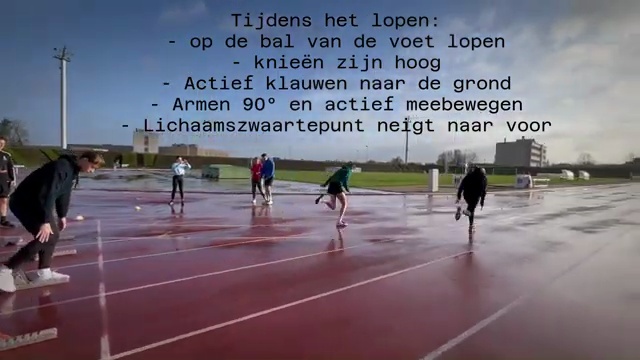 Tijdens het lopen:
- op de bal van de voet lopen
- knieën zijn hoog
- Actief klauwen naar de grond
- Armen 90° en actief meebewegen
- Lichaamszwaartepunt neigt naar voor